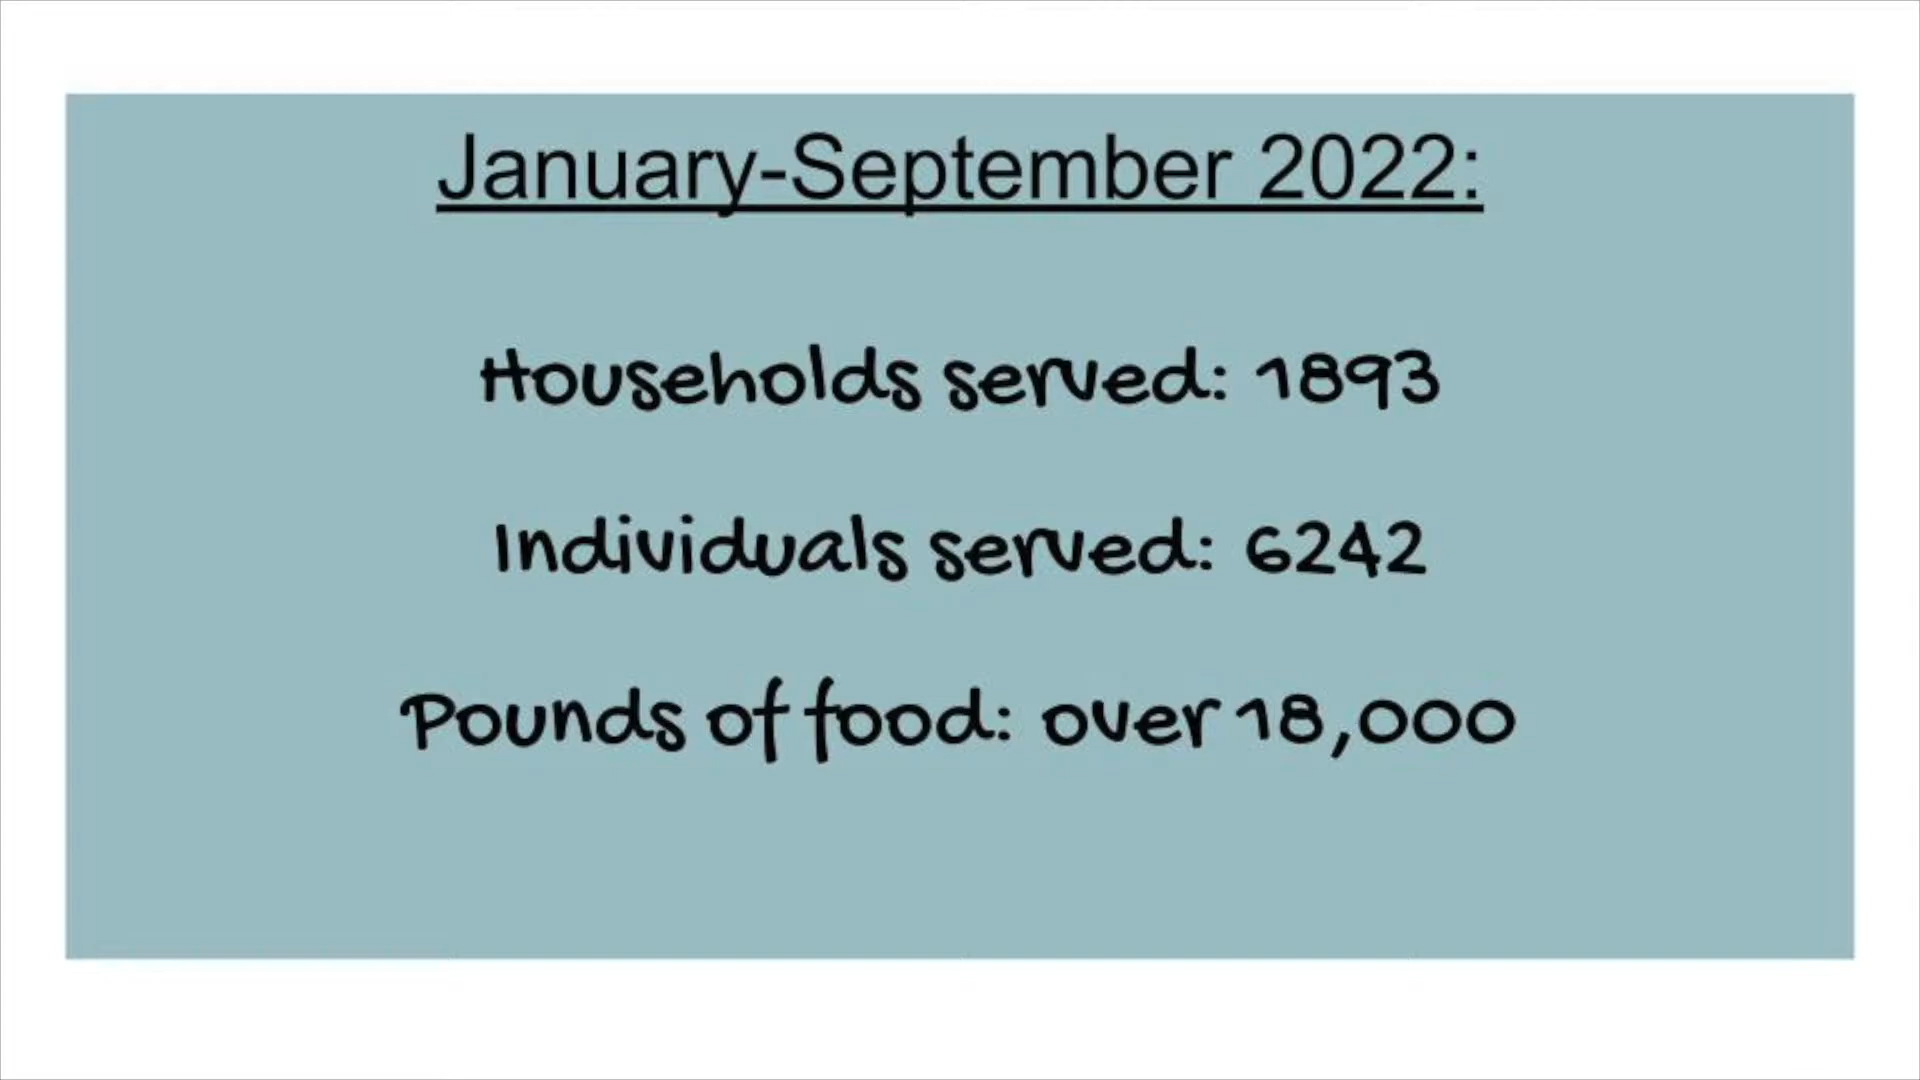 January-September 2022:
Households served: 1893
Individuals served: 6242
Pounds of food: over 18,000